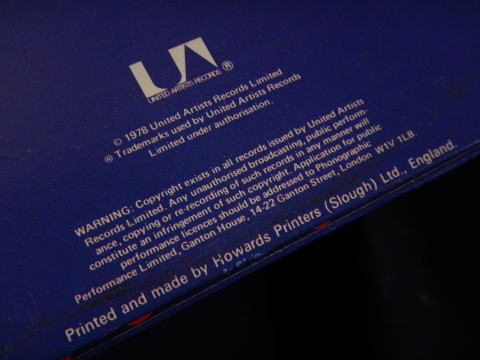 UA
UNITED ARTISTS RECORDS ®
© 1978 United Artists Records Limited
® Trademarks used by United Artists Records
Limited under authorisation.
WARNING: Copyright exists in all records issued by United Artists
Records Limited. Any unauthorised broadcasting, public perform-
ance, copying or re-recording of such records in any manner will
constitute an infringement of such copyright. Application for public
performance licences should be addressed to Phonographic
Performance Limited, Ganton House, 14-22 Ganton Street, London W1V 1LB.
Printed and made by Howards Printers (Slough) Ltd., England.